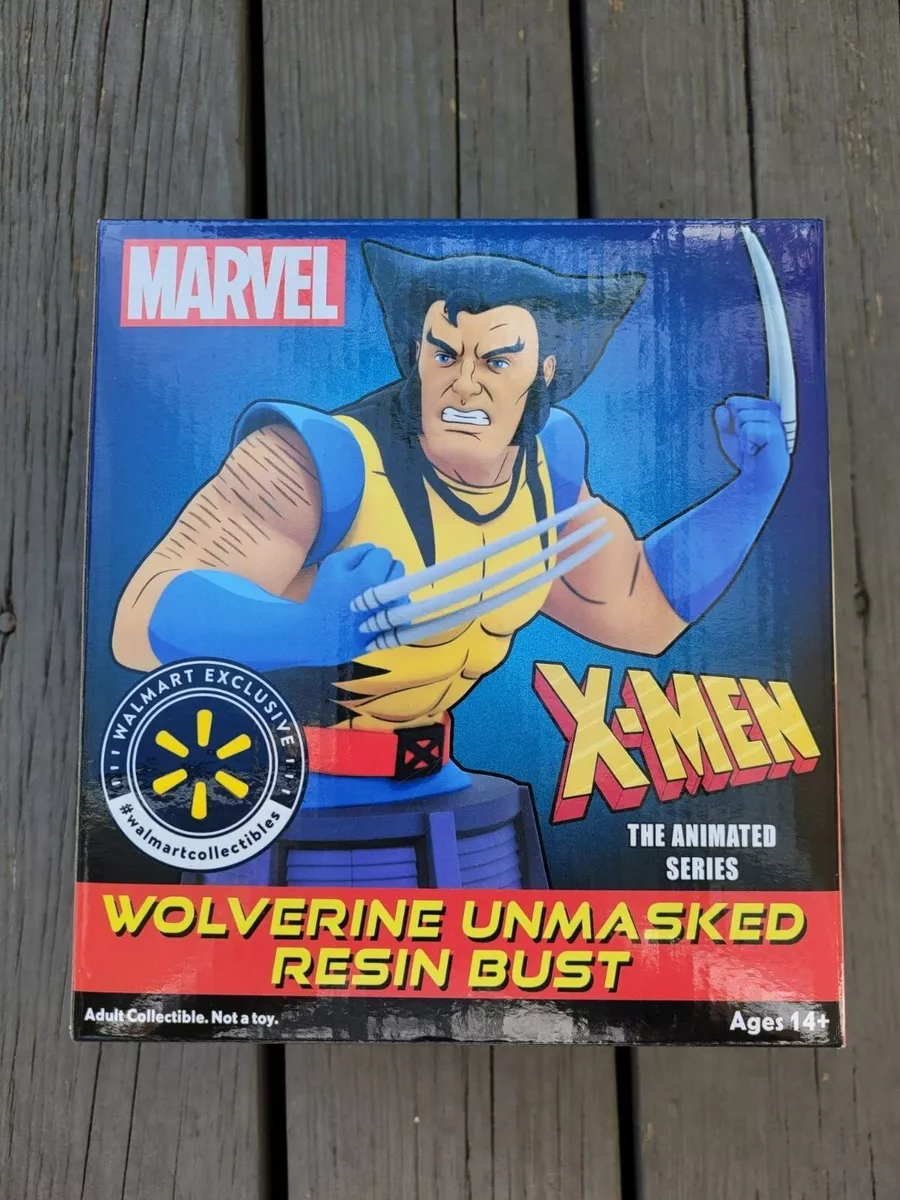 MARVEL
X-MEN
THE ANIMATED
SERIES
WALMART EXCLUSIVE
#walmartcollectibles
WOLVERINE UNMASKED
RESIN BUST
Adult Collectible. Not a toy.
Ages 14+